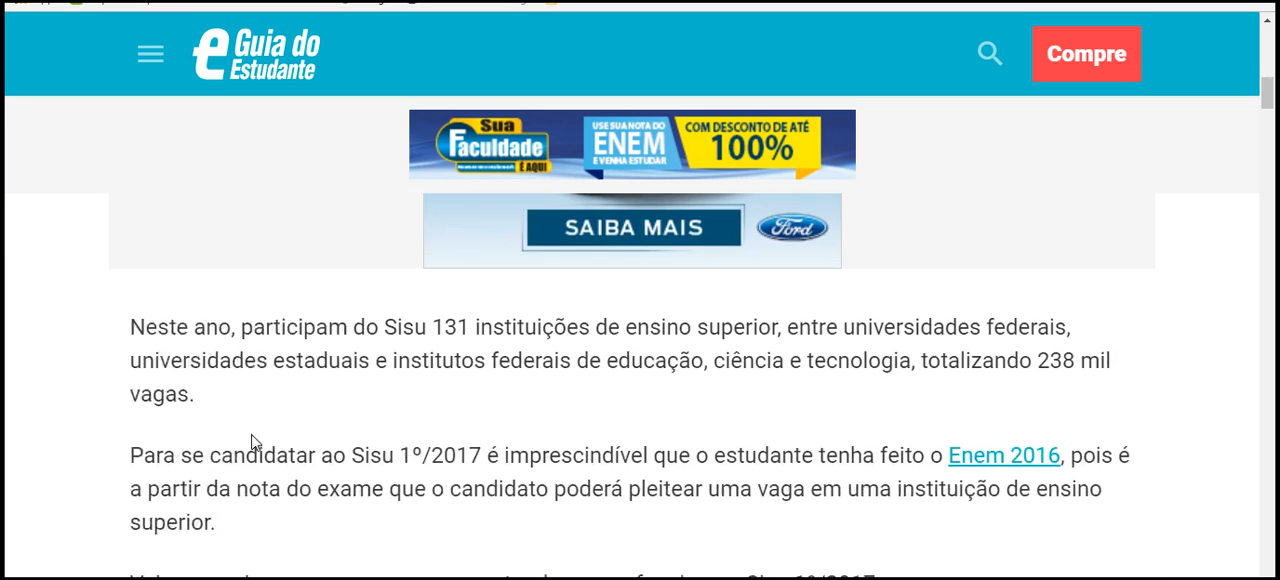 Guia do
Estudante
Compre
Sua
Faculdade
É AQUI
USE SUA NOTA DO
ENEM
E VENHA ESTUDAR
COM DESCONTO DE ATÉ
100%
SAIBA MAIS
Ford
Neste ano, participam do Sisu 131 instituições de ensino superior, entre universidades federais,
universidades estaduais e institutos federais de educação, ciência e tecnologia, totalizando 238 mil
vagas.
Para se candidatar ao Sisu 1º/2017 é imprescindível que o estudante tenha feito o Enem 2016, pois é
a partir da nota do exame que o candidato poderá pleitear uma vaga em uma instituição de ensino
superior.